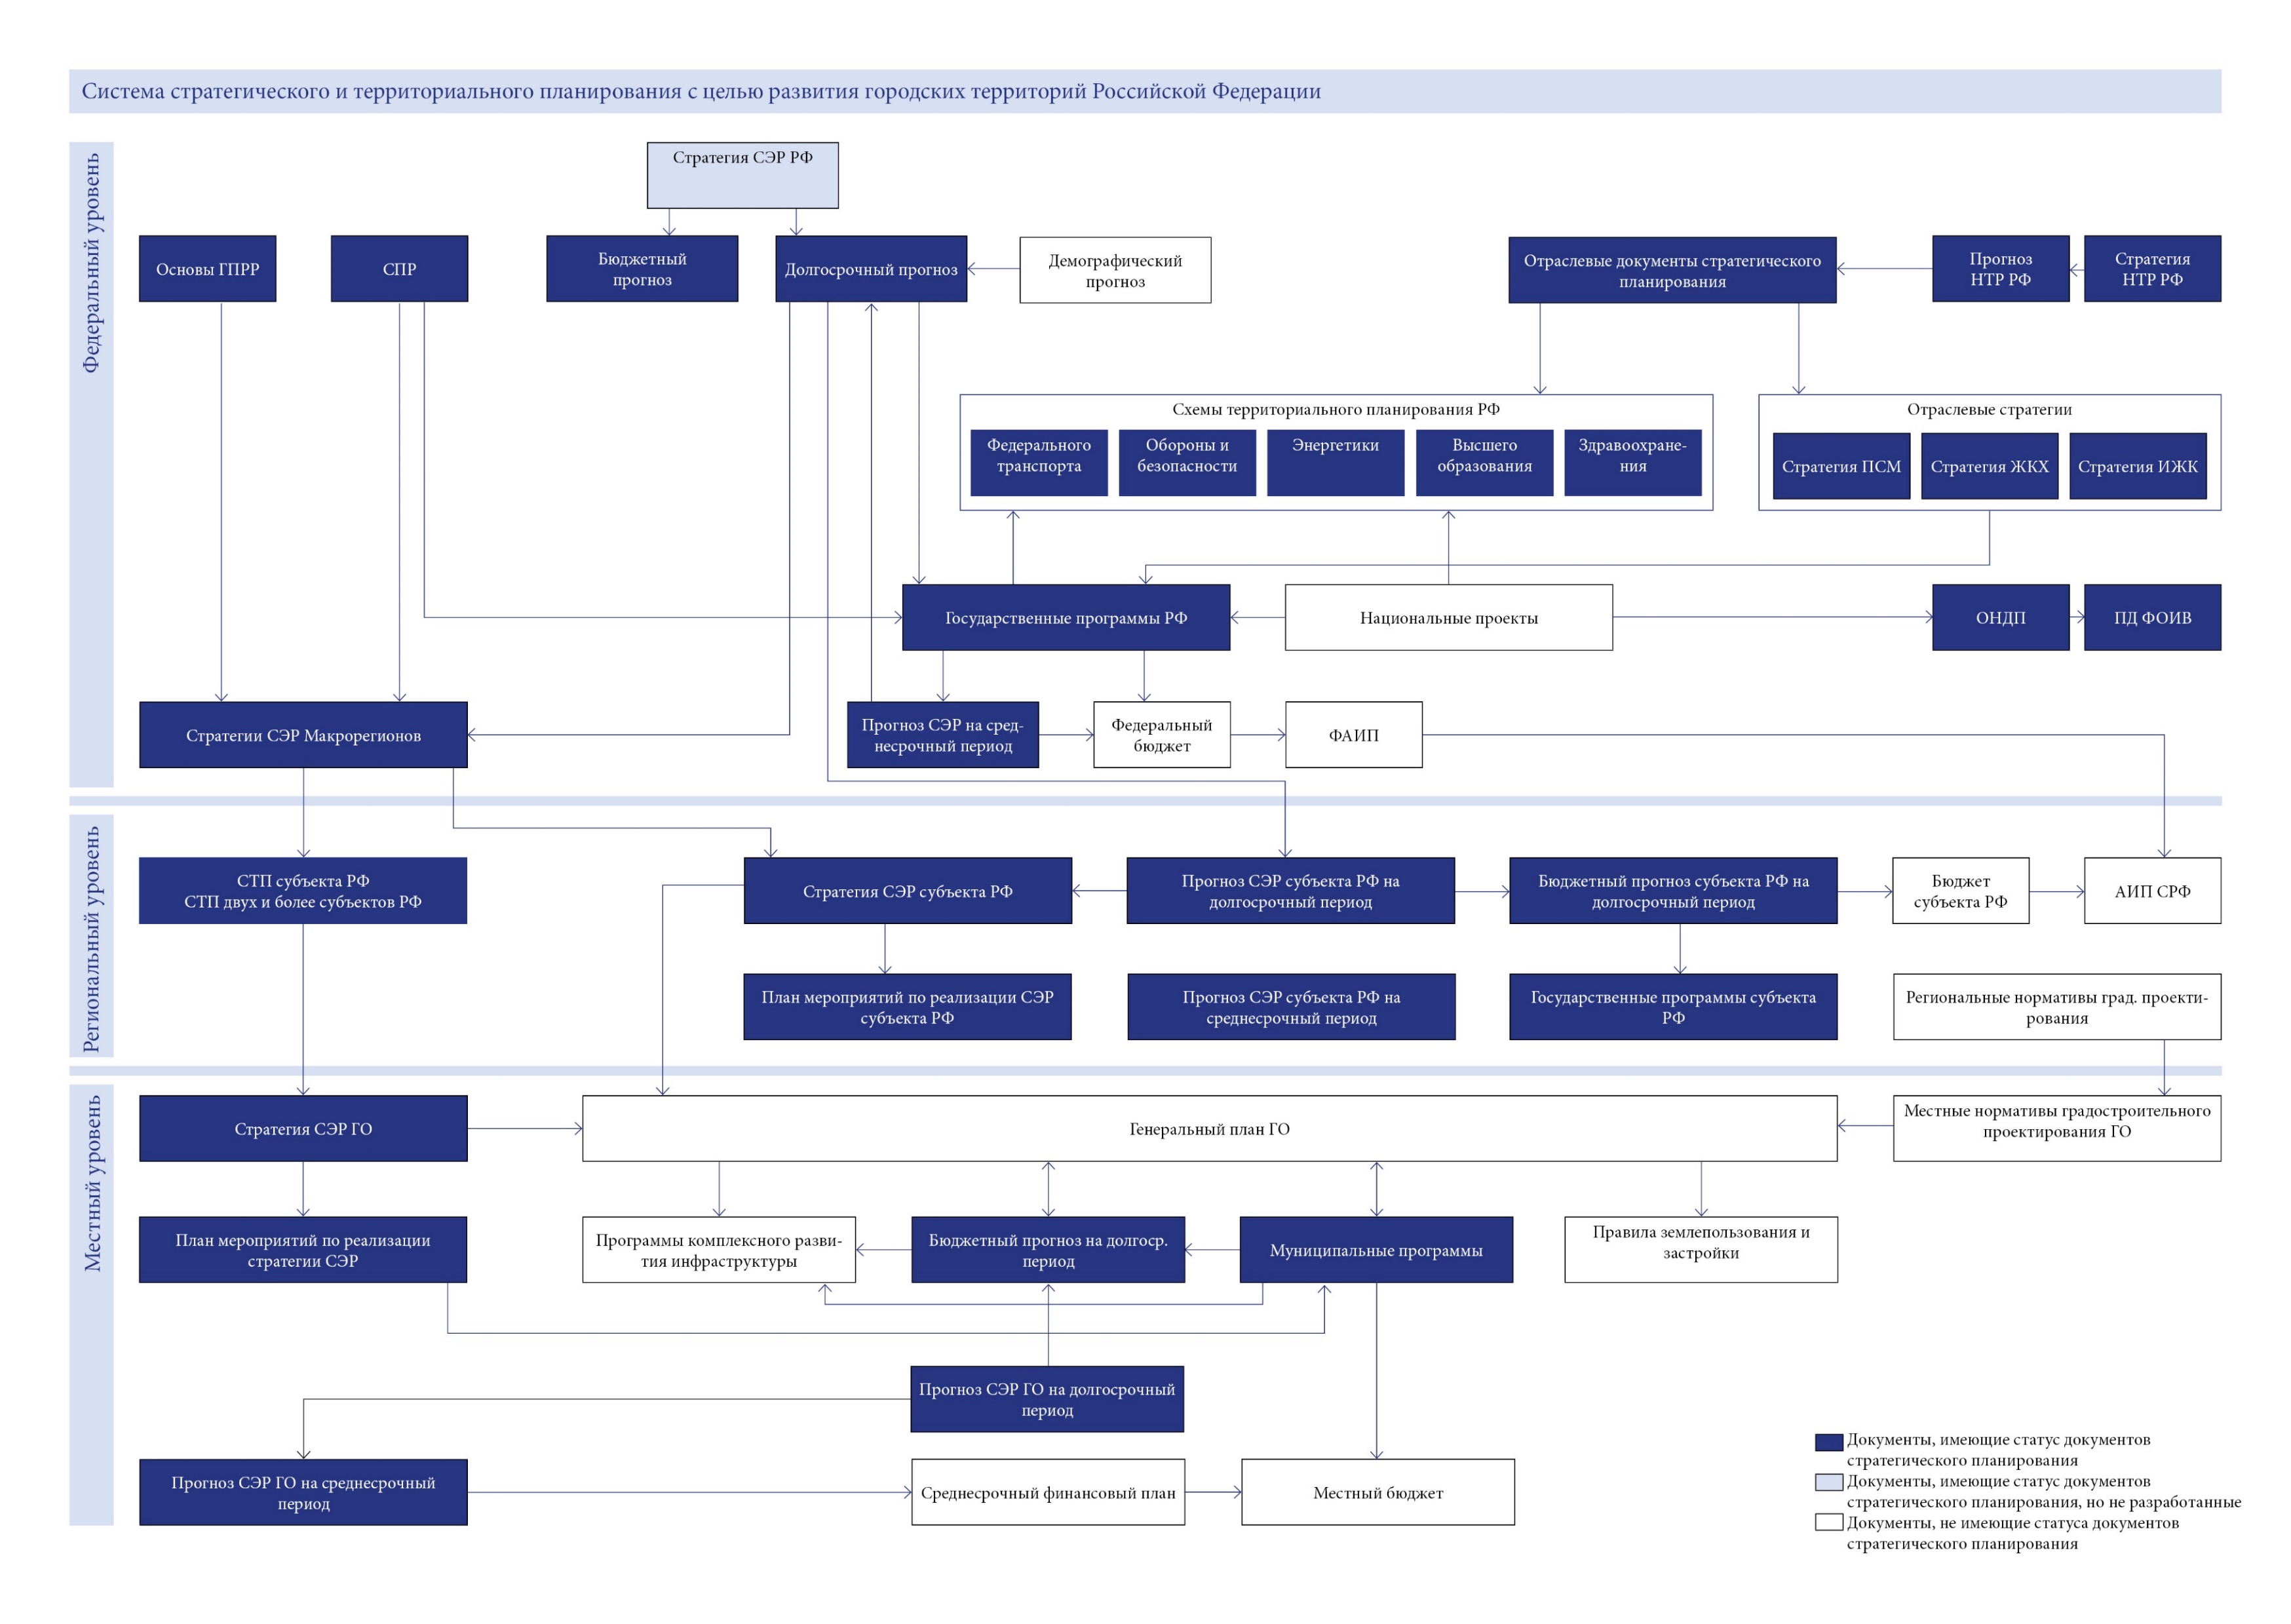 Система стратегического и территориального планирования с целью развития городских территорий Российской Федерации
Федеральный уровень
Стратегия СЭР РФ
Основы ГПРР
СПР
Бюджетный
прогноз
Долгосрочный прогноз
Демографический
прогноз
Отраслевые документы стратегического
планирования
Прогноз
НТР РФ
Стратегия
НТР РФ
Схемы территориального планирования РФ
Федерального
транспорта
Обороны и
безопасности
Энергетики
Высшего
образования
Здравоохране-
ния
Отраслевые стратегии
Стратегия ПСМ
Стратегия ЖКХ
Стратегия ИЖК
Государственные программы РФ
Национальные проекты
ОНДП
ПД ФОИВ
Стратегии СЭР Макрорегионов
Прогноз СЭР на сред-
несрочный период
Федеральный
бюджет
ФАИП
Региональный уровень
СТП субъекта РФ
СТП двух и более субъектов РФ
Стратегия СЭР субъекта РФ
Прогноз СЭР субъекта РФ на
долгосрочный период
Бюджетный прогноз субъекта РФ на
долгосрочный период
Бюджет
субъекта РФ
АИП СРФ
План мероприятий по реализации СЭР
субъекта РФ
Прогноз СЭР субъекта РФ на
среднесрочный период
Государственные программы субъекта
РФ
Региональные нормативы град. проекти-
рования
Местный уровень
Стратегия СЭР ГО
Генеральный план ГО
Местные нормативы градостроительного
проектирования ГО
План мероприятий по реализации
стратегии СЭР
Программы комплексного разви-
тия инфраструктуры
Бюджетный прогноз на долгоср.
период
Муниципальные программы
Правила землепользования и
застройки
Прогноз СЭР ГО на долгосрочный
период
Прогноз СЭР ГО на среднесрочный
период
Среднесрочный финансовый план
Местный бюджет
Документы, имеющие статус документов
стратегического планирования
Документы, имеющие статус документов
стратегического планирования, но не разработанные
Документы, не имеющие статуса документов
стратегического планирования